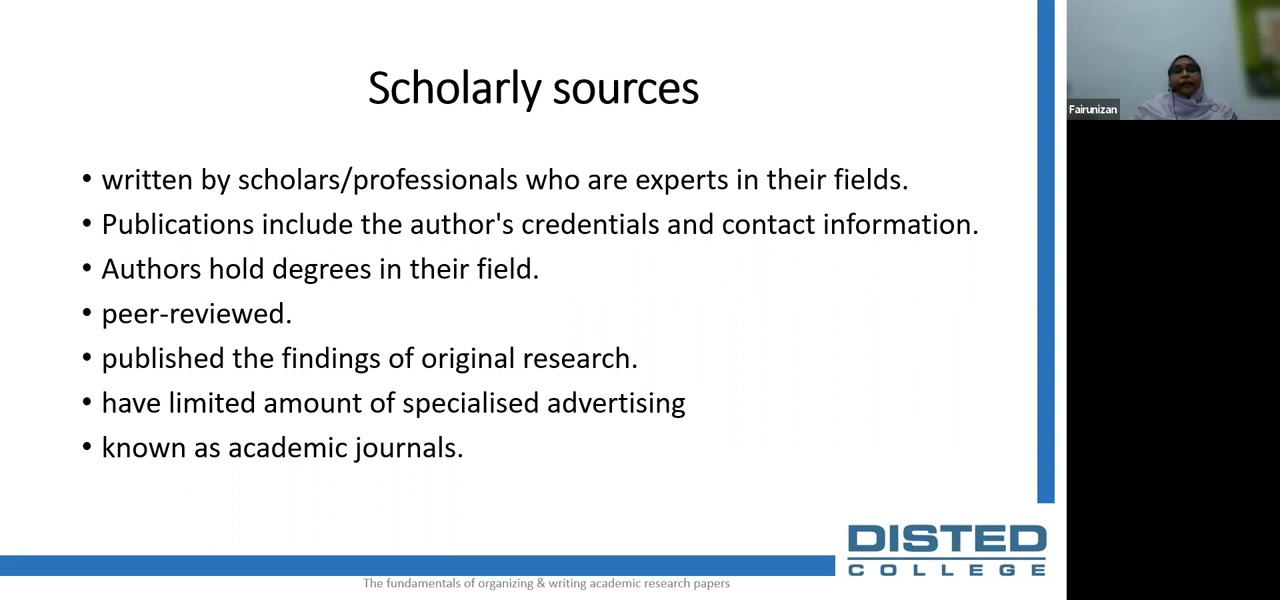 Scholarly sources
• written by scholars/professionals who are experts in their fields.
• Publications include the author's credentials and contact information.
• Authors hold degrees in their field.
• peer-reviewed.
• published the findings of original research.
• have limited amount of specialised advertising
• known as academic journals.
DISTED
COLLEGE
The fundamentals of organizing & writing academic research papers
Fairunizan